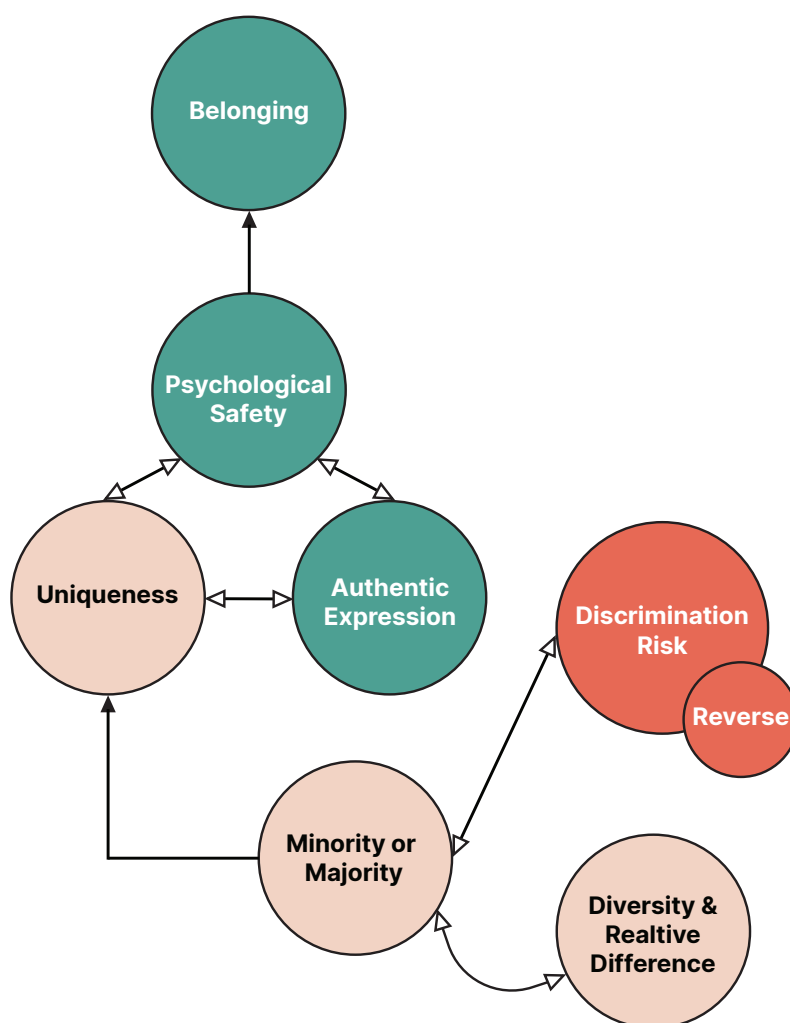 Belonging
Psychological
Safety
Uniqueness
Authentic
Expression
Discrimination
Risk
Reverse
Minority or
Majority
Diversity &
Realtive
Difference